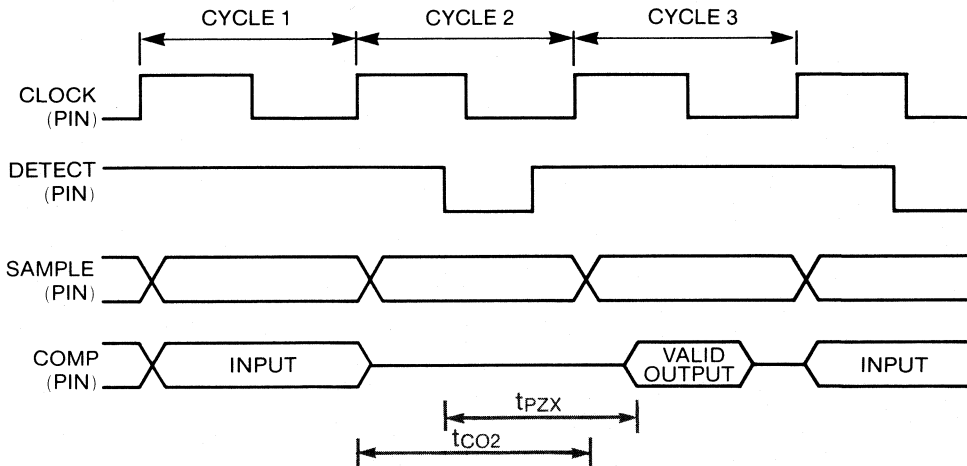 CYCLE 1 CYCLE 2 CYCLE 3
CLOCK
(PIN)
DETECT
(PIN)
SAMPLE
(PIN)
COMP
(PIN)
INPUT
VALID
OUTPUT
INPUT
tPZX
tCO2